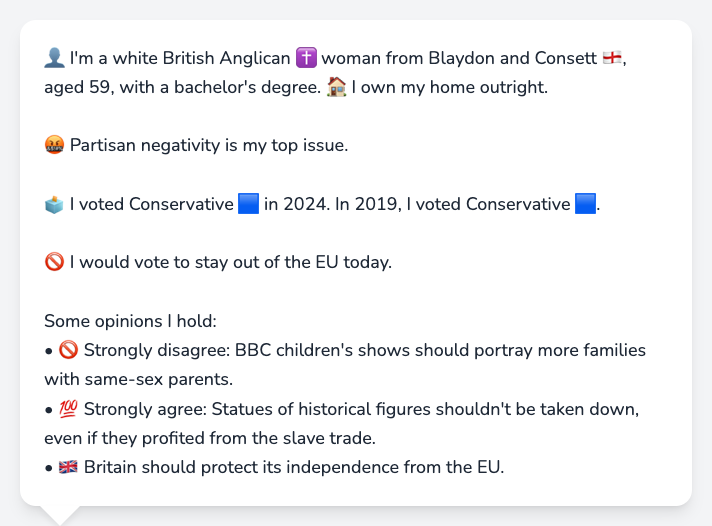 👤 I'm a white British Anglican ✝️ woman from Blaydon and Consett 🏴󠁧󠁢󠁥󠁮󠁧󠁿,
aged 59, with a bachelor's degree. 🏠 I own my home outright.
🤬 Partisan negativity is my top issue.
🗳️ I voted Conservative 🟦 in 2024. In 2019, I voted Conservative 🟦.
🚫 I would vote to stay out of the EU today.
Some opinions I hold:
• 🚫 Strongly disagree: BBC children's shows should portray more families
with same-sex parents.
• 💯 Strongly agree: Statues of historical figures shouldn't be taken down,
even if they profited from the slave trade.
• 🇬🇧 Britain should protect its independence from the EU.